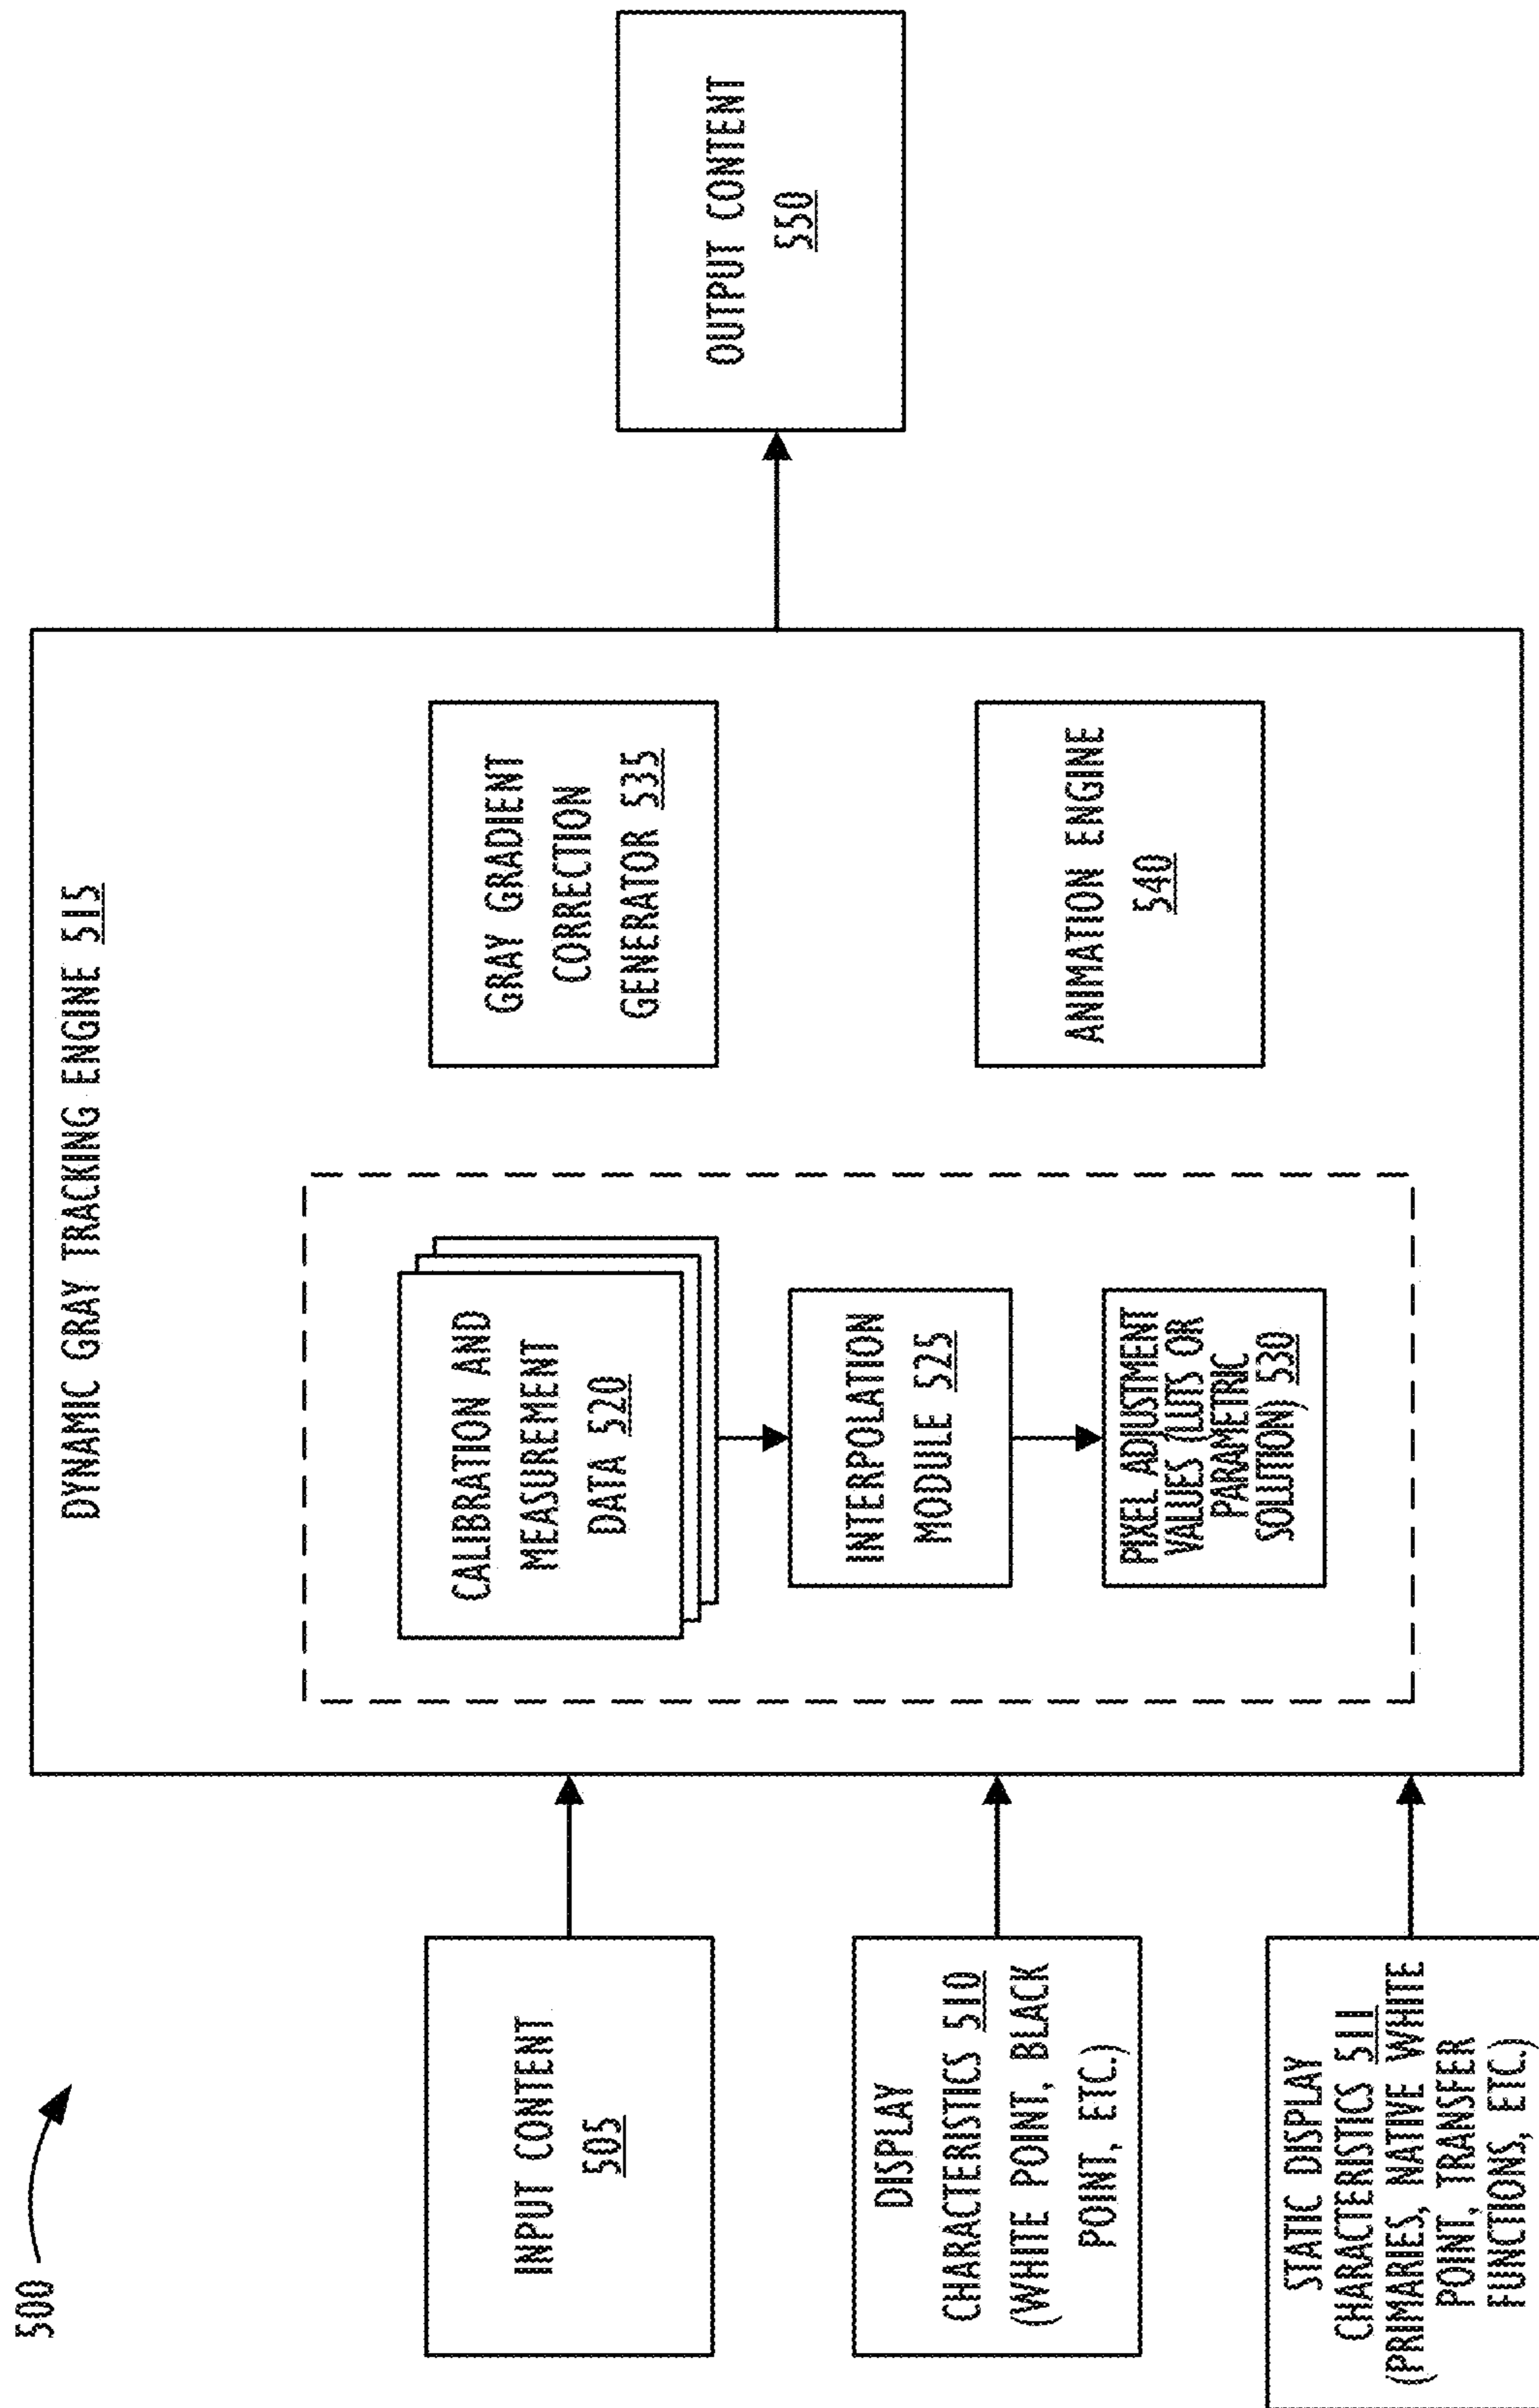 500
INPUT CONTENT
505
DISPLAY
CHARACTERISTICS 510
(WHITE POINT, BLACK
POINT, ETC.)
STATIC DISPLAY
CHARACTERISTICS 511
(PRIMARIES, NATIVE WHITE
POINT, TRANSFER
FUNCTIONS, ETC.)
DYNAMIC GRAY TRACKING ENGINE 515
CALIBRATION AND
MEASUREMENT
DATA 520
INTERPOLATION
MODULE 525
PIXEL ADJUSTMENT
VALUES (LUTS OR
PARAMETRIC
SOLUTION) 530
GRAY GRADIENT
CORRECTION
GENERATOR 535
ANIMATION ENGINE
540
OUTPUT CONTENT
550